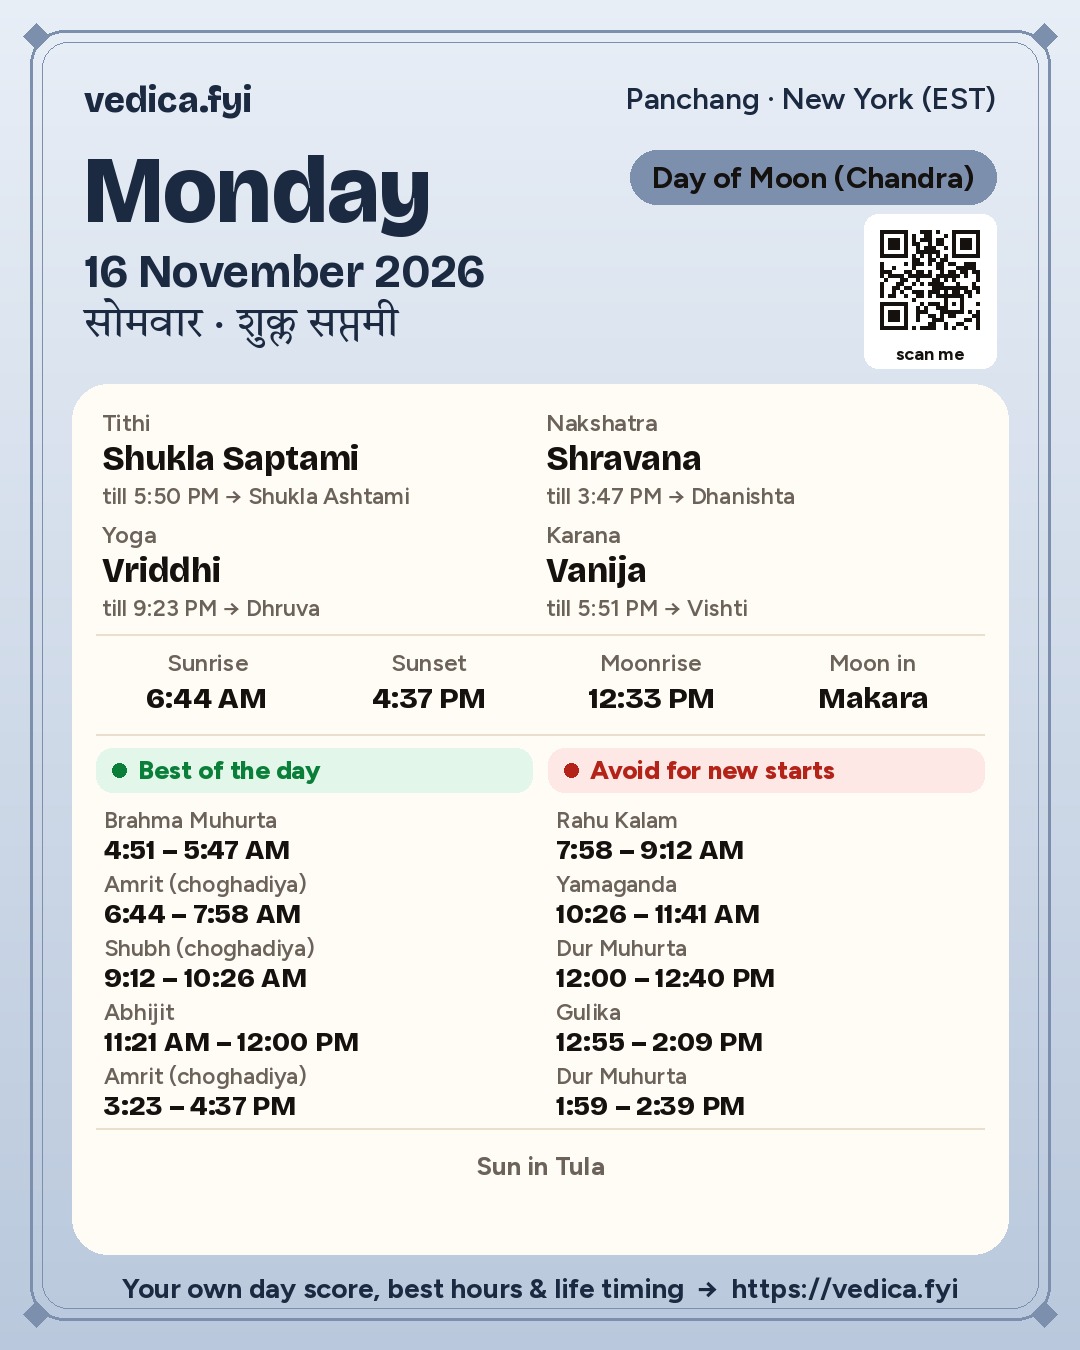 vedica.fyi
Panchang · New York (EST)
Monday
Day of Moon (Chandra)
16 November 2026
सोमवार · शुक्ल सप्तमी
scan me
Tithi
Shukla Saptami
till 5:50 PM → Shukla Ashtami
Nakshatra
Shravana
till 3:47 PM → Dhanishta
Yoga
Vriddhi
till 9:23 PM → Dhruva
Karana
Vanija
till 5:51 PM → Vishti
Sunrise
6:44 AM
Sunset
4:37 PM
Moonrise
12:33 PM
Moon in
Makara
Best of the day
Brahma Muhurta
4:51 – 5:47 AM
Amrit (choghadiya)
6:44 – 7:58 AM
Shubh (choghadiya)
9:12 – 10:26 AM
Abhijit
11:21 AM – 12:00 PM
Amrit (choghadiya)
3:23 – 4:37 PM
Avoid for new starts
Rahu Kalam
7:58 – 9:12 AM
Yamaganda
10:26 – 11:41 AM
Dur Muhurta
12:00 – 12:40 PM
Gulika
12:55 – 2:09 PM
Dur Muhurta
1:59 – 2:39 PM
Sun in Tula
Your own day score, best hours & life timing → https://vedica.fyi